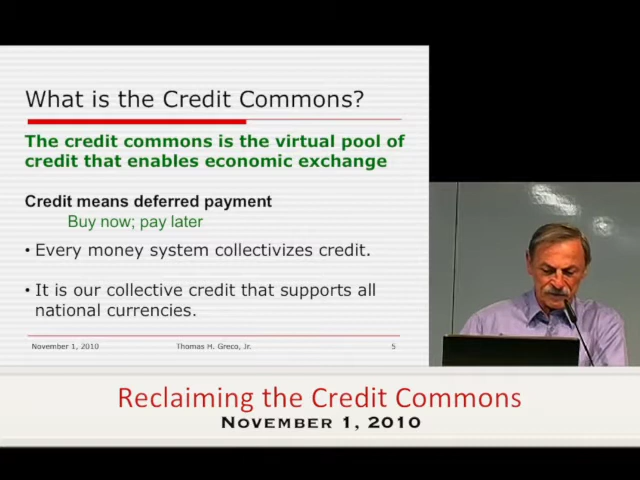 What is the Credit Commons?
The credit commons is the virtual pool of
credit that enables economic exchange
Credit means deferred payment
Buy now; pay later
• Every money system collectivizes credit.
• It is our collective credit that supports all
national currencies.
November 1, 2010 Thomas H. Greco, Jr. 5
Reclaiming the Credit Commons
November 1, 2010